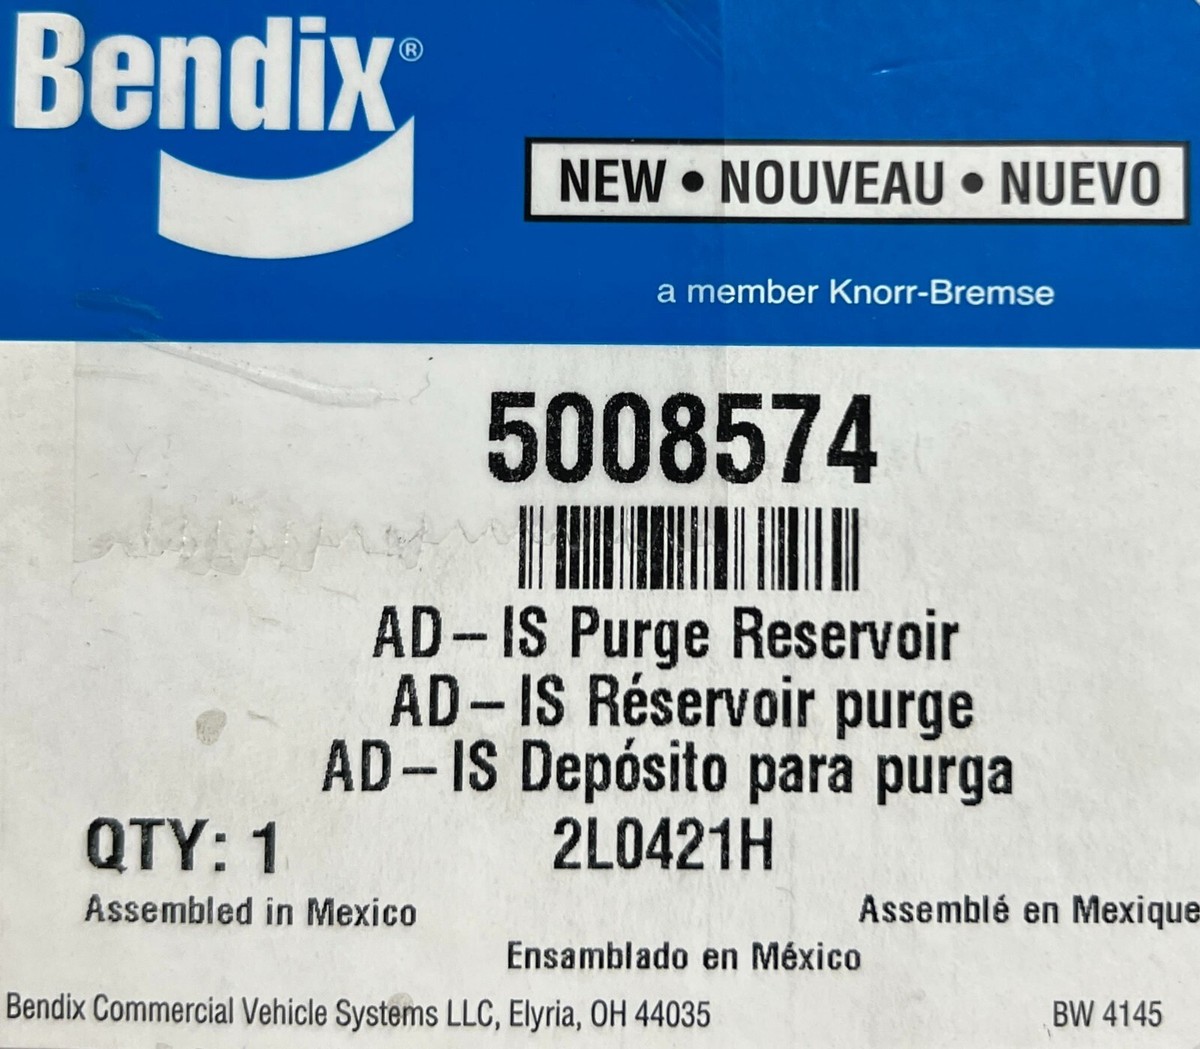 Bendix®
NEW • NOUVEAU • NUEVO
a member Knorr-Bremse
5008574
AD–IS Purge Reservoir
AD–IS Réservoir purge
AD–IS Depósito para purga
QTY: 1 2L0421H
Assembled in Mexico Assemblé en Mexique
Ensamblado en México
Bendix Commercial Vehicle Systems LLC, Elyria, OH 44035 BW 4145